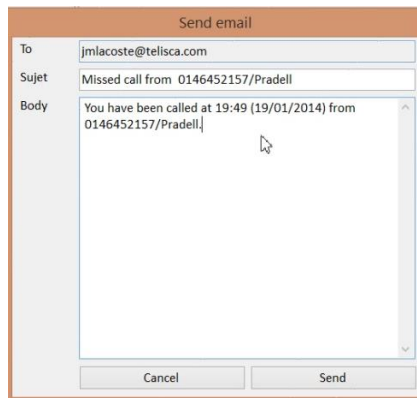 Send email
To
jmlacoste@telisca.com
Sujet
Missed call from  0146452157/Pradell
Body
You have been called at 19:49 (19/01/2014) from
0146452157/Pradell.
Cancel
Send